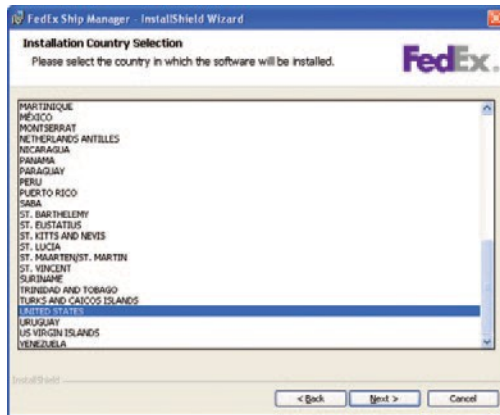 FedEx Ship Manager - InstallShield Wizard
Installation Country Selection
Please select the country in which the software will be installed.
FedEx.
MARTINIQUE
MÉXICO
MONTSERRAT
NETHERLANDS ANTILLES
NICARAGUA
PANAMA
PARAGUAY
PERU
PUERTO RICO
SABA
ST. BARTHELEMY
ST. EUSTATIUS
ST. KITTS AND NEVIS
ST. LUCIA
ST. MAARTEN/ST. MARTIN
ST. VINCENT
SURINAME
TRINIDAD AND TOBAGO
TURKS AND CAICOS ISLANDS
UNITED STATES
URUGUAY
US VIRGIN ISLANDS
VENEZUELA
InstallShield
< Back Next > Cancel